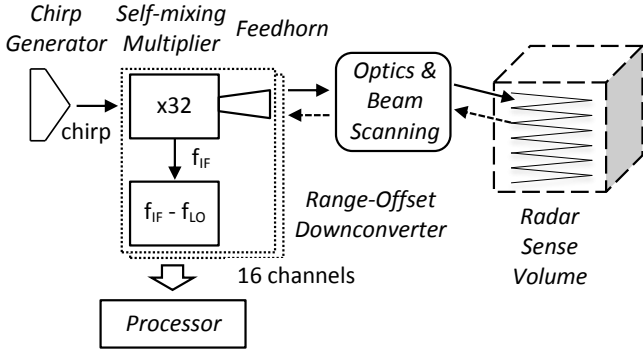 Chirp
Generator
Self-mixing
Multiplier
Feedhorn
x32
chirp
f_IF
f_IF - f_LO
Optics &
Beam
Scanning
Range-Offset
Downconverter
16 channels
Processor
Radar
Sense
Volume